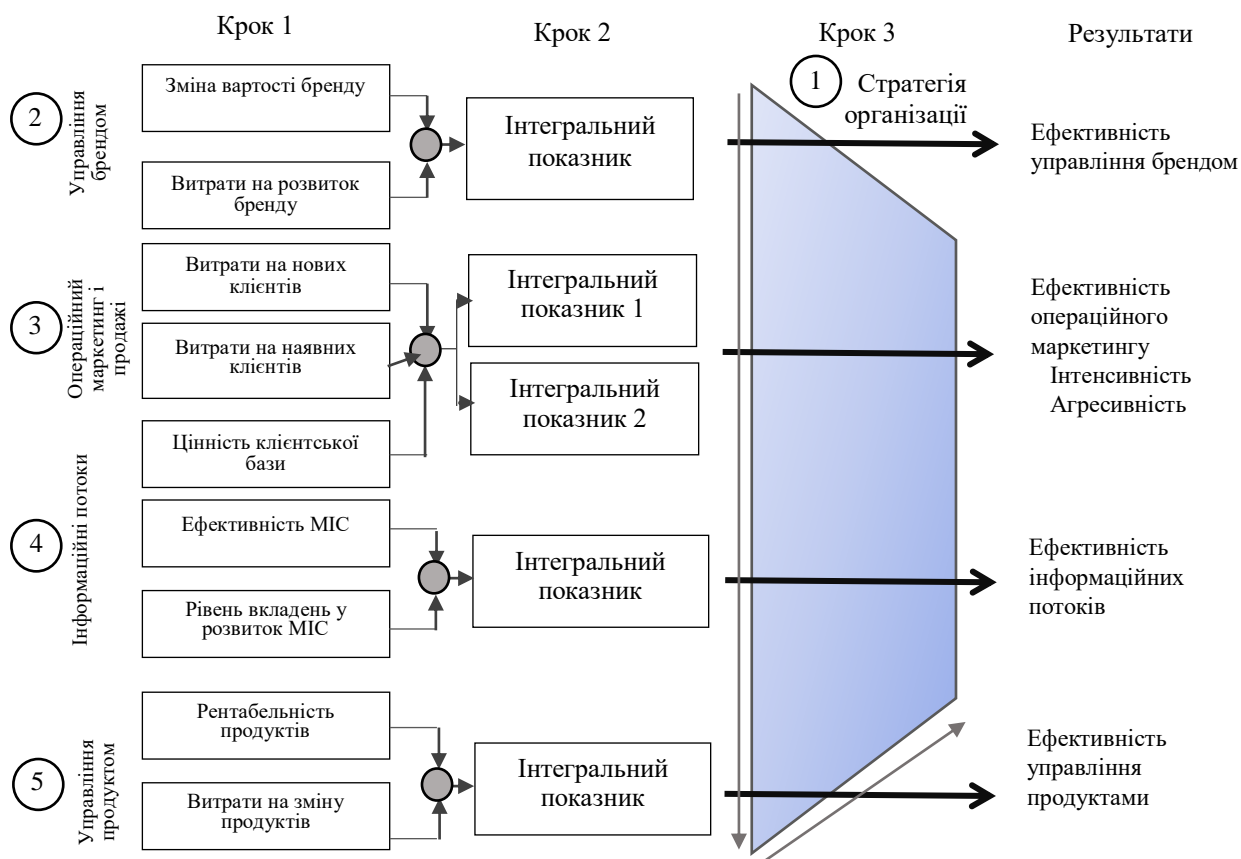 Крок 1
Крок 2
Крок 3
Результати
1
Стратегія
організації
2
Управління
брендом
Зміна вартості бренду
Витрати на розвиток
бренду
Інтегральний
показник
Ефективність
управління брендом
3
Операційний
маркетинг і
продажі
Витрати на нових
клієнтів
Витрати на наявних
клієнтів
Цінність клієнтської
бази
Інтегральний
показник 1
Інтегральний
показник 2
Ефективність
операційного
маркетингу
Інтенсивність
Агресивність
4
Інформаційні потоки
Ефективність МІС
Рівень вкладень у
розвиток МІС
Інтегральний
показник
Ефективність
інформаційних
потоків
5
Управління
продуктом
Рентабельність
продуктів
Витрати на зміну
продуктів
Інтегральний
показник
Ефективність
управління
продуктами